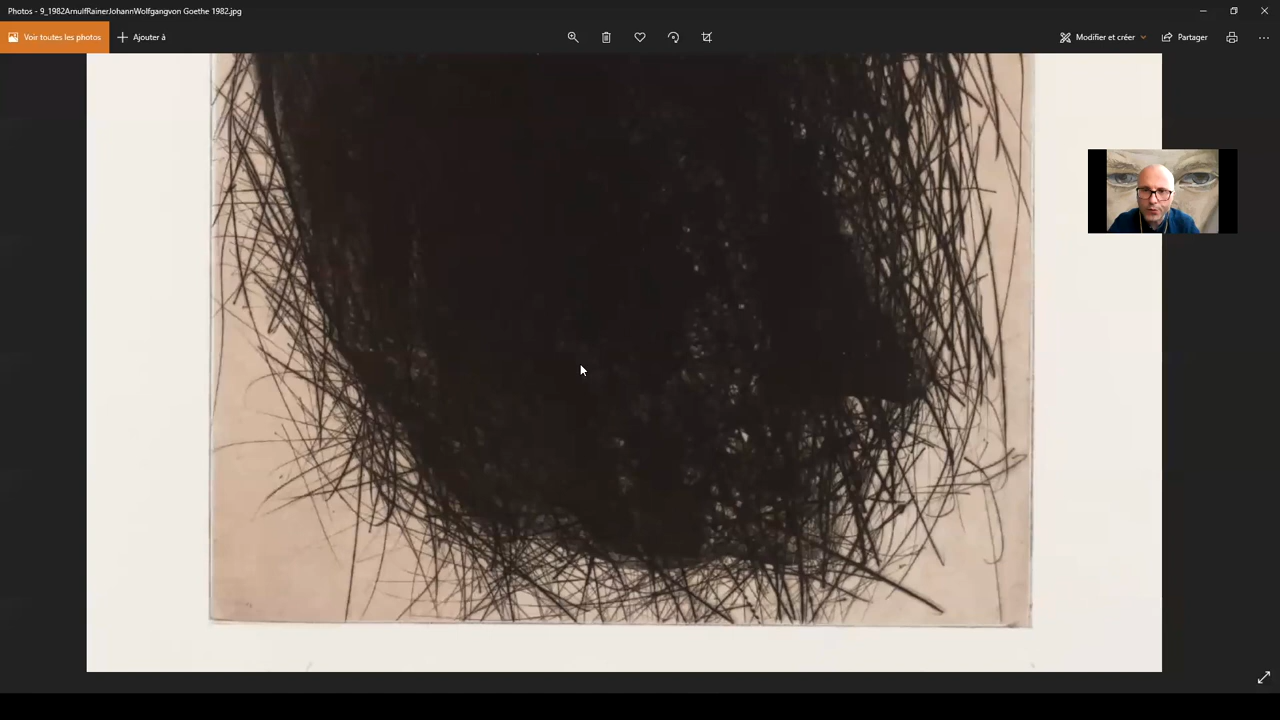 Photos - 9_1982ArnulfRainerJohannWolfgangvon Goethe 1982.jpg
Voir toutes les photos
Ajouter à
Modifier et créer
Partager